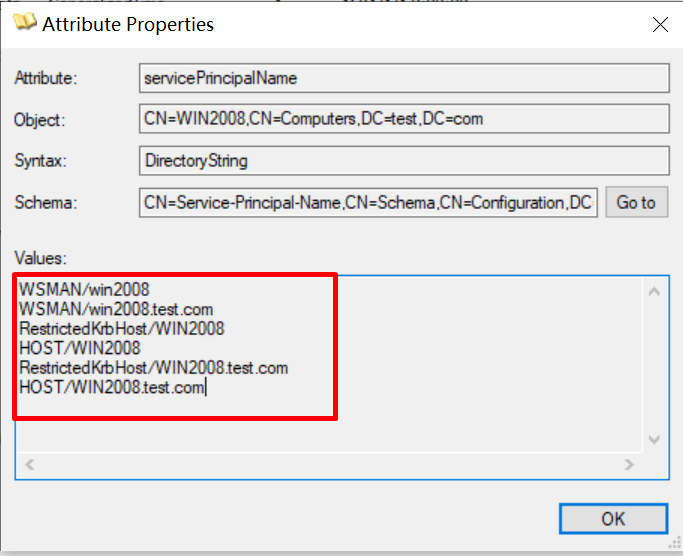 Attribute Properties
Attribute:
servicePrincipalName
Object:
CN=WIN2008,CN=Computers,DC=test,DC=com
Syntax:
DirectoryString
Schema:
CN=Service-Principal-Name,CN=Schema,CN=Configuration,DC
Go to
Values:
WSMAN/win2008
WSMAN/win2008.test.com
RestrictedKrbHost/WIN2008
HOST/WIN2008
RestrictedKrbHost/WIN2008.test.com
HOST/WIN2008.test.com
OK